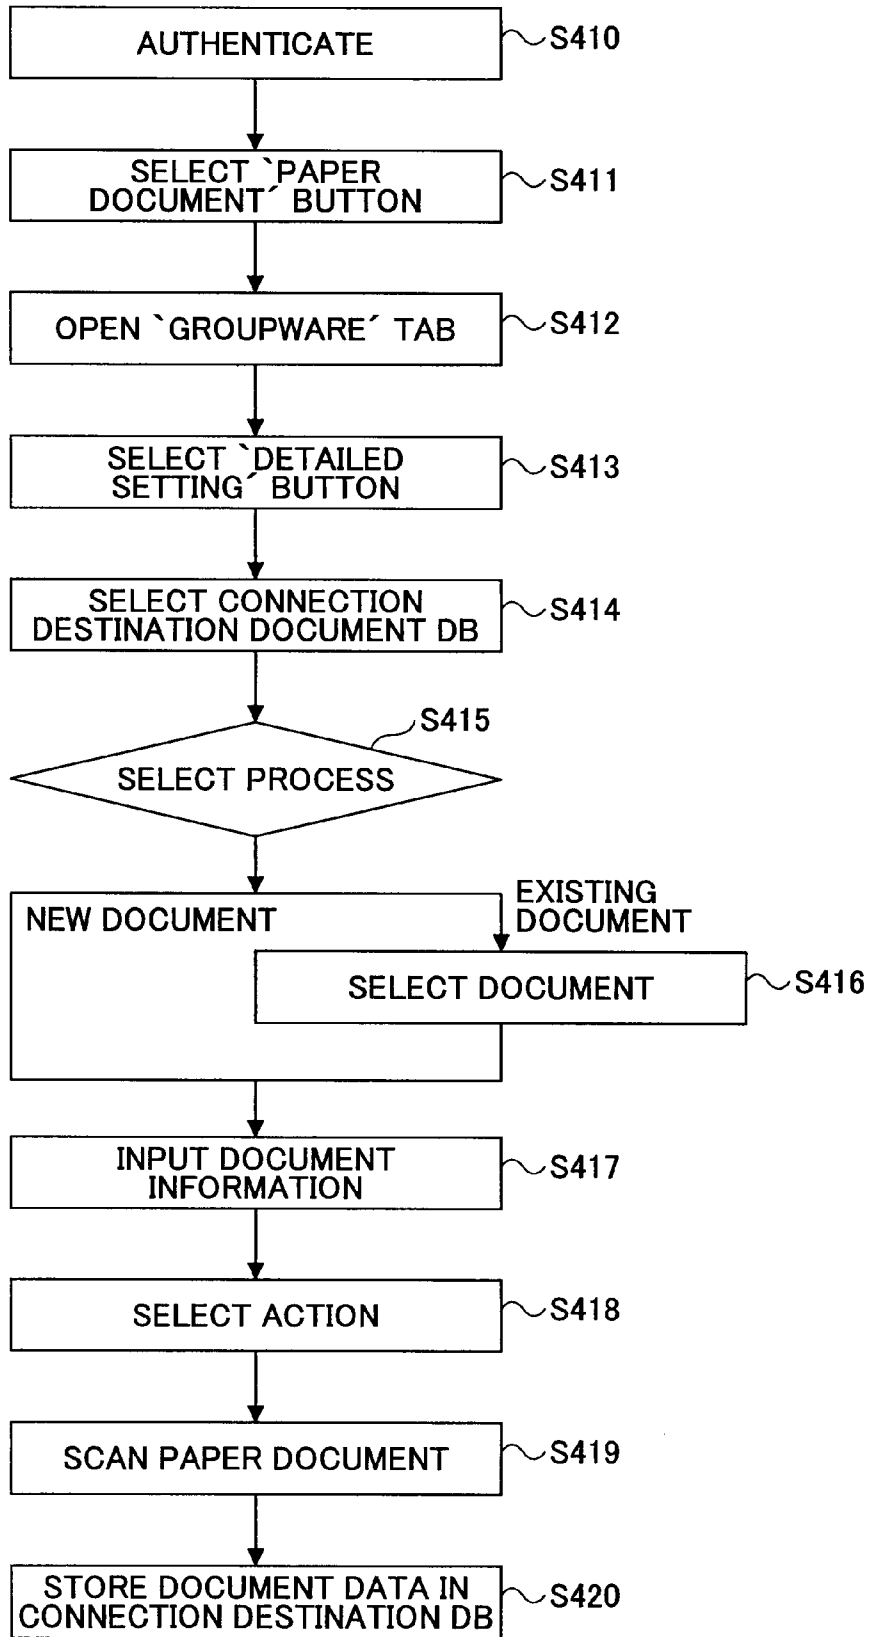 AUTHENTICATE
S410
SELECT `PAPER
DOCUMENT´ BUTTON
S411
OPEN `GROUPWARE´ TAB
S412
SELECT `DETAILED
SETTING´ BUTTON
S413
SELECT CONNECTION
DESTINATION DOCUMENT DB
S414
S415
SELECT PROCESS
NEW DOCUMENT
EXISTING
DOCUMENT
SELECT DOCUMENT
S416
INPUT DOCUMENT
INFORMATION
S417
SELECT ACTION
S418
SCAN PAPER DOCUMENT
S419
STORE DOCUMENT DATA IN
CONNECTION DESTINATION DB
S420